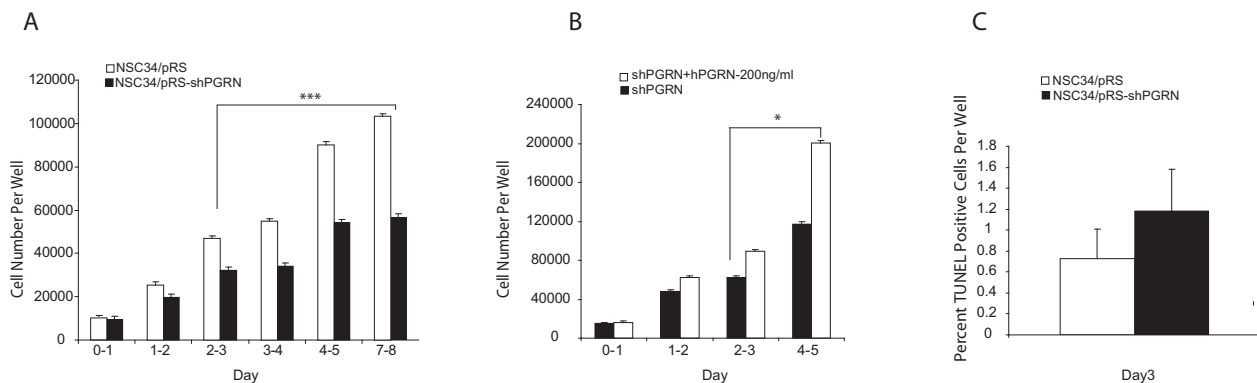 A
NSC34/pRS
NSC34/pRS-shPGRN
120000
100000
80000
60000
40000
20000
0
***
Cell Number Per Well
0-1 1-2 2-3 3-4 4-5 7-8
Day
B
shPGRN+hPGRN-200ng/ml
shPGRN
240000
200000
160000
120000
80000
40000
0
*
Cell Number Per Well
0-1 1-2 2-3 4-5
Day
C
NSC34/pRS
NSC34/pRS-shPGRN
1.8
1.6
1.4
1.2
1
0.8
0.6
0.4
0.2
0
Percent TUNEL Positive Cells Per Well
Day3